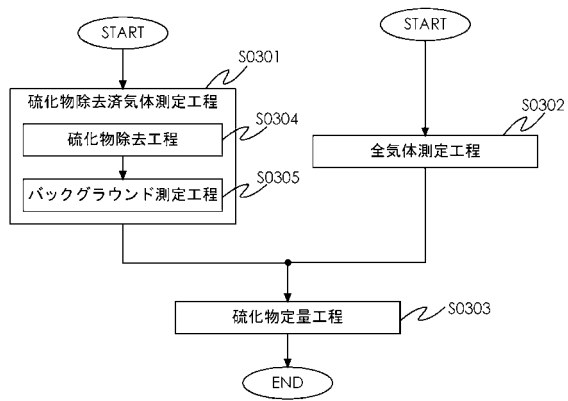 START
START
S0301
硫化物除去済気体測定工程
S0304
硫化物除去工程
S0302
全気体測定工程
S0305
バックグラウンド測定工程
硫化物定量工程
S0303
END